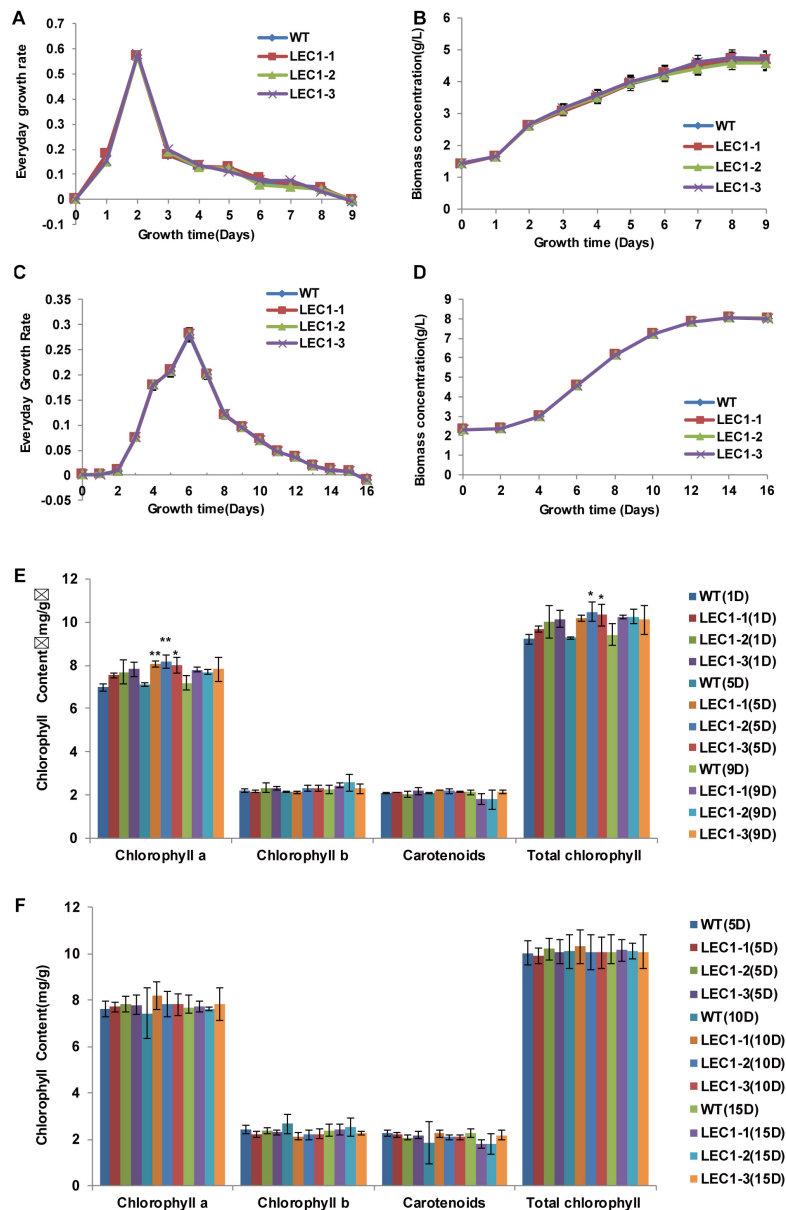 A
Everyday growth rate
0.7
0.6
0.5
0.4
0.3
0.2
0.1
0
-0.1
0 1 2 3 4 5 6 7 8 9
Growth time(Days)
WT
LEC1-1
LEC1-2
LEC1-3
B
Biomass concentration(g/L)
6
5
4
3
2
1
0
0 1 2 3 4 5 6 7 8 9
Growth time (Days)
WT
LEC1-1
LEC1-2
LEC1-3
C
Everyday Growth Rate
0.35
0.3
0.25
0.2
0.15
0.1
0.05
0
-0.05
0 2 4 6 8 10 12 14 16
Growth time(Days)
WT
LEC1-1
LEC1-2
LEC1-3
D
Biomass concentration(g/L)
9
8
7
6
5
4
3
2
1
0
0 2 4 6 8 10 12 14 16
Growth time (Days)
WT
LEC1-1
LEC1-2
LEC1-3
E
Chlorophyll Content☒mg/g☒
12
10
8
6
4
2
0
** ** *
* *
Chlorophyll a Chlorophyll b Carotenoids Total chlorophyll
WT(1D)
LEC1-1(1D)
LEC1-2(1D)
LEC1-3(1D)
WT(5D)
LEC1-1(5D)
LEC1-2(5D)
LEC1-3(5D)
WT(9D)
LEC1-1(9D)
LEC1-2(9D)
LEC1-3(9D)
F
Chlorophyll Content(mg/g)
12
10
8
6
4
2
0
Chlorophyll a Chlorophyll b Carotenoids Total chlorophyll
WT(5D)
LEC1-1(5D)
LEC1-2(5D)
LEC1-3(5D)
WT(10D)
LEC1-1(10D)
LEC1-2(10D)
LEC1-3(10D)
WT(15D)
LEC1-1(15D)
LEC1-2(15D)
LEC1-3(15D)